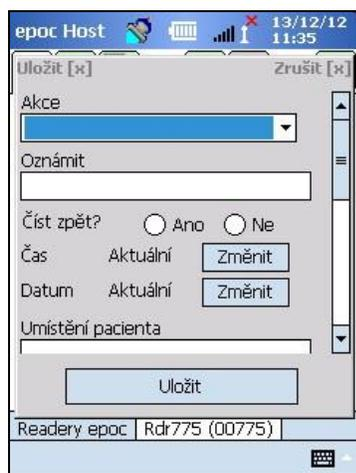 epoc Host 13/12/12
11:35
Uložit [x] Zrušit [x]
Akce
Oznámit
Číst zpět? Ano Ne
Čas Aktuální Změnit
Datum Aktuální Změnit
Umístění pacienta
Uložit
Readery epoc Rdr775 (00775)